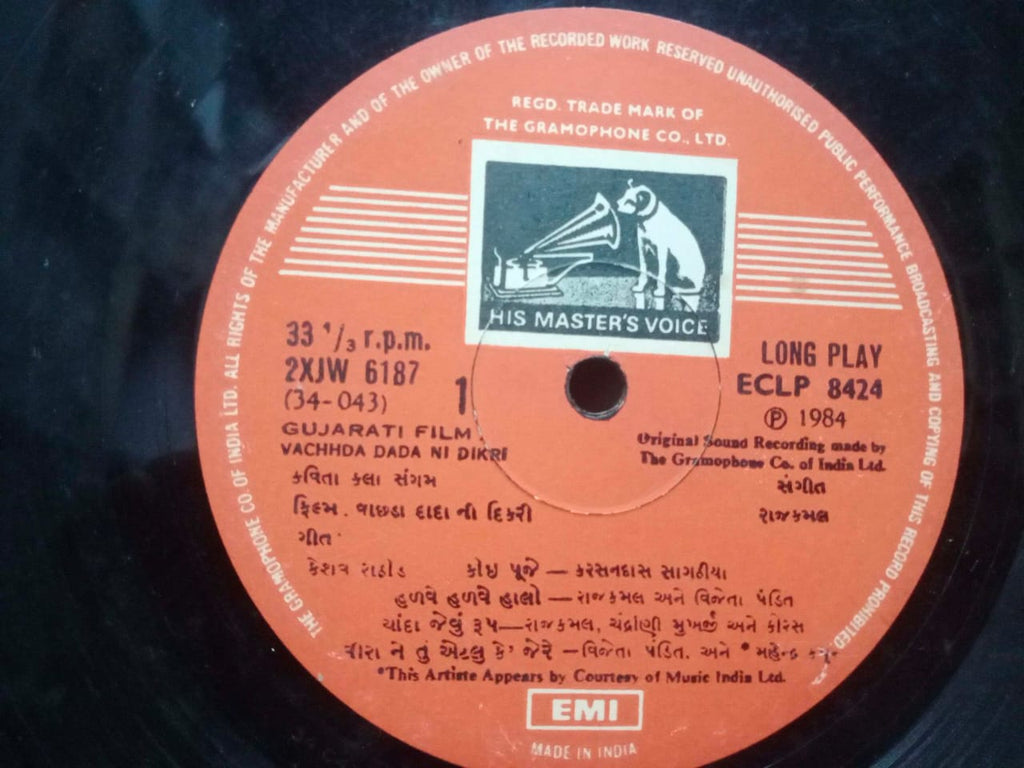 THE GRAMOPHONE CO. OF INDIA LTD. ALL RIGHTS OF THE MANUFACTURER AND OF THE OWNER OF THE RECORDED WORK RESERVED UNAUTHORISED PUBLIC PERFORMANCE BROADCASTING AND COPYING OF THIS RECORD PROHIBITED
REGD. TRADE MARK OF
THE GRAMOPHONE CO., LTD.
HIS MASTER'S VOICE
33 1/3 r.p.m.
2XJW 6187
(34-043)
1
LONG PLAY
ECLP 8424
Ⓟ 1984
GUJARATI FILM
VACHHDA DADA NI DIKRI
Original Sound Recording made by
The Gramophone Co. of India Ltd.
કવિતા કલા સંગમ
સંગીત
ફિલ્મ. વાછડા દાદા ની દિકરી
રાજકમલ
ગીત
કેશવ રાઠોડ કોઇ પૂજે — કરસનદાસ સાગઠીયા
હળવે હળવે હાલો — રાજકમલ અને વિજેતા પંડિત
ચાંદા જેવું રૂપ — રાજકમલ, ચંદ્રાણી મુખર્જી અને કોરસ
વીરા ને તું એટલુ કે' જેરે — વિજેતા પંડિત. અને *મહેન્દ્ર
*This Artiste Appears by Courtesy of Music India Ltd.
EMI
MADE IN INDIA